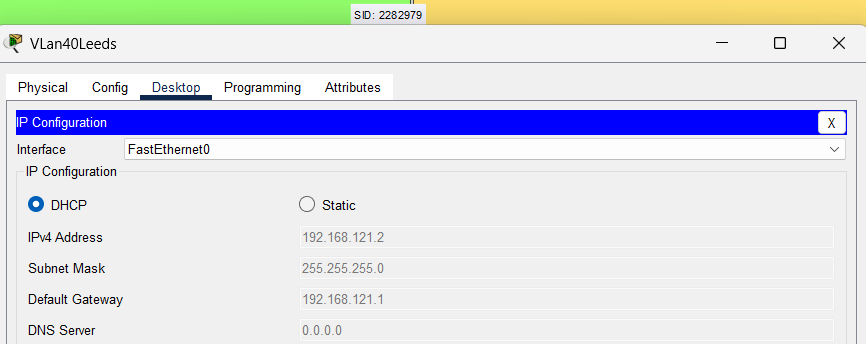 SID: 2282979
VLan40Leeds
Physical Config Desktop Programming Attributes
IP Configuration X
Interface FastEthernet0
IP Configuration
DHCP Static
IPv4 Address 192.168.121.2
Subnet Mask 255.255.255.0
Default Gateway 192.168.121.1
DNS Server 0.0.0.0